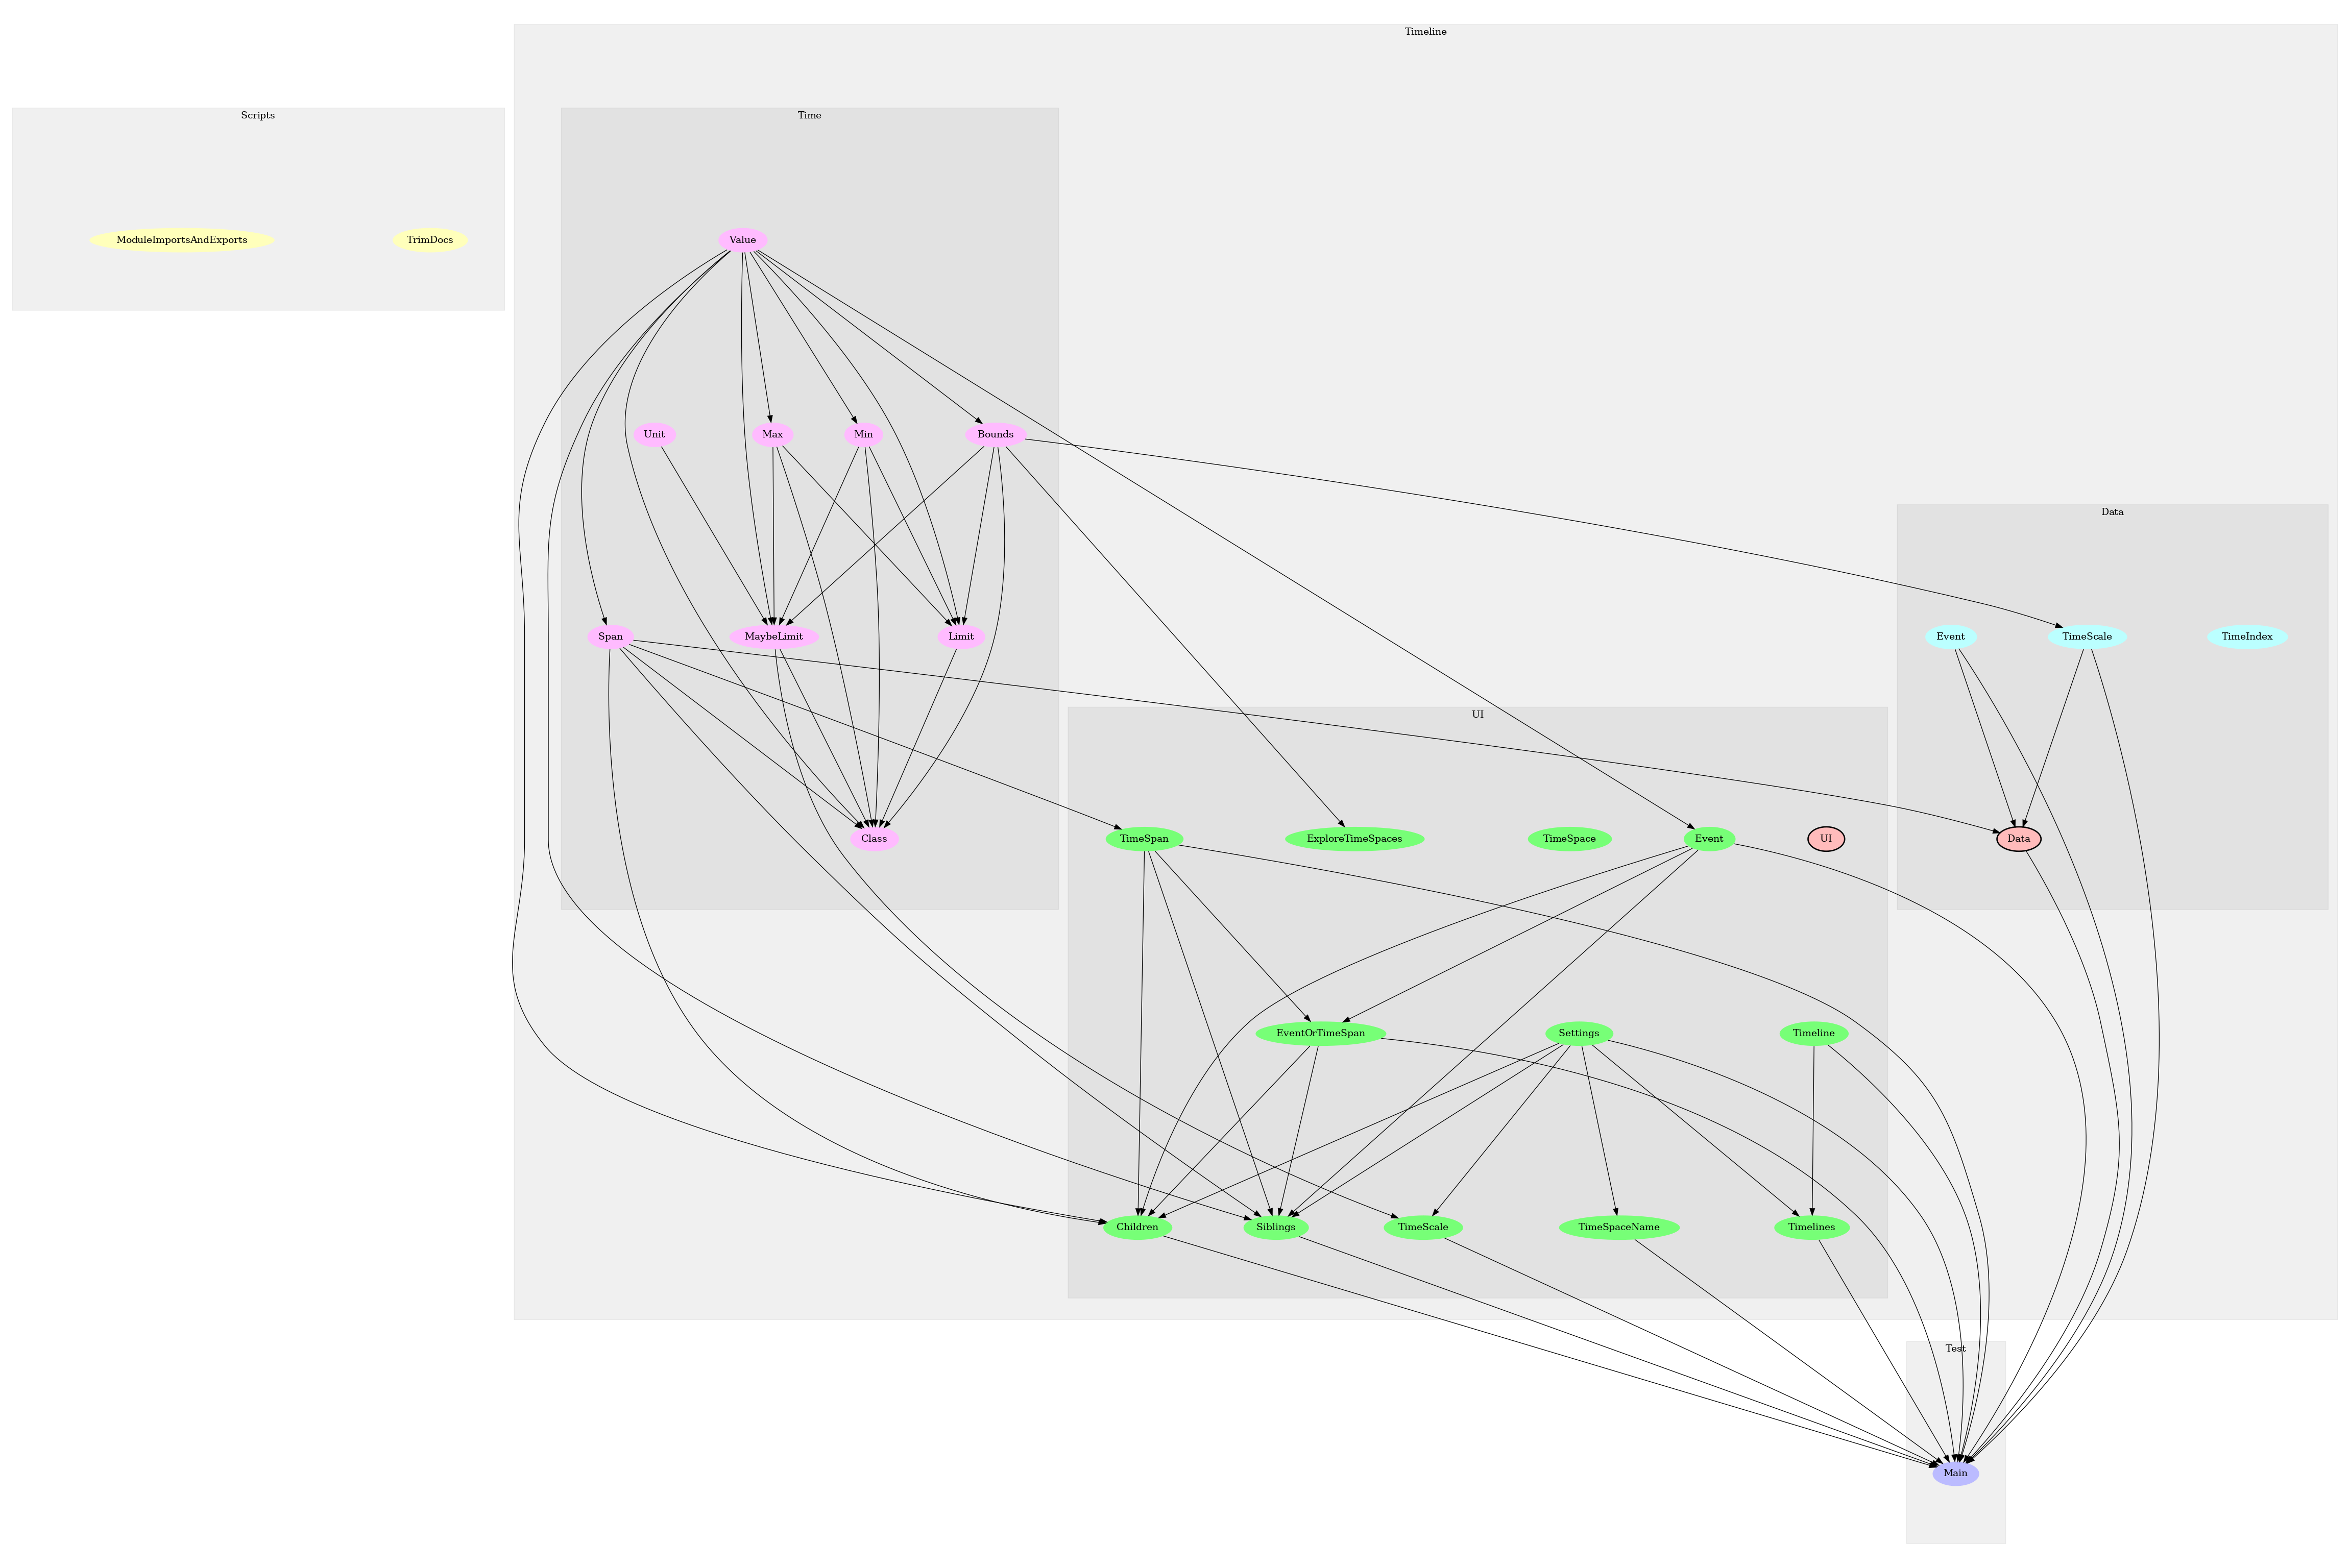 Timeline
Scripts
Time
ModuleImportsAndExports
TrimDocs
Value
Unit
Max
Min
Bounds
Data
Span
MaybeLimit
Limit
Event
TimeScale
TimeIndex
UI
Class
TimeSpan
ExploreTimeSpaces
TimeSpace
Event
UI
Data
EventOrTimeSpan
Settings
Timeline
Children
Siblings
TimeScale
TimeSpaceName
Timelines
Test
Main